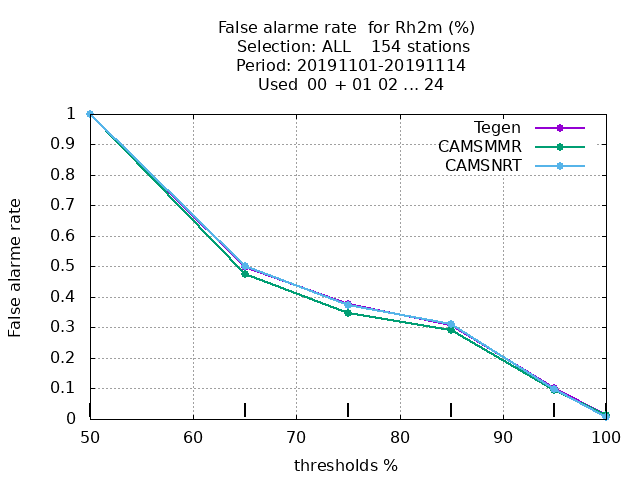 False alarme rate  for Rh2m (%)
Selection: ALL    154 stations
Period: 20191101-20191114
Used  00 + 01 02 ... 24
Tegen
CAMSMMR
CAMSNRT
False alarme rate
1
0.9
0.8
0.7
0.6
0.5
0.4
0.3
0.2
0.1
0
50 60 70 80 90 100
thresholds %